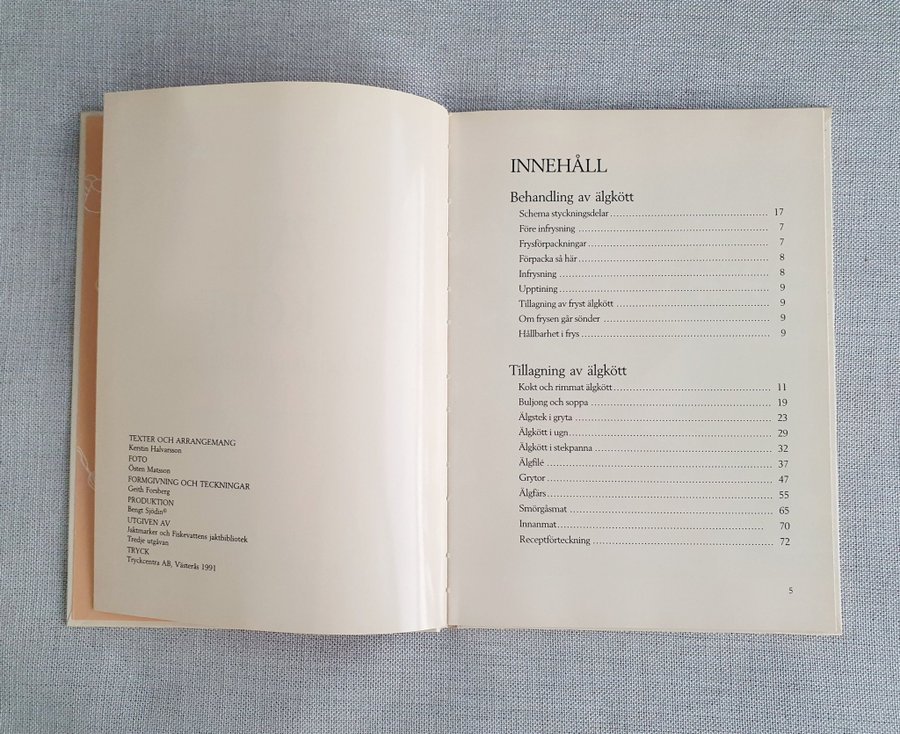 TEXTER OCH ARRANGEMANG
Kerstin Halvarsson
FOTO
Östen Matsson
FORMGIVNING OCH TECKNINGAR
Gerith Forsberg
PRODUKTION
Bengt Sjödin®
UTGIVEN AV
Jaktmarker och Fiskevattens jaktbibliotek
Tredje utgåvan
TRYCK
Tryckcentra AB, Västerås 1991
INNEHÅLL
Behandling av älgkött
Schema styckningsdelar 17
Före infrysning 7
Frysförpackningar 7
Förpacka så här 8
Infrysning 8
Upptining 9
Tillagning av fryst älgkött 9
Om frysen går sönder 9
Hållbarhet i frys 9
Tillagning av älgkött
Kokt och rimmat älgkött 11
Buljong och soppa 19
Älgstek i gryta 23
Älgkött i ugn 29
Älgkött i stekpanna 32
Älgfilé 37
Grytor 47
Älgfärs 55
Smörgåsmat 65
Innanmat 70
Receptförteckning 72
5